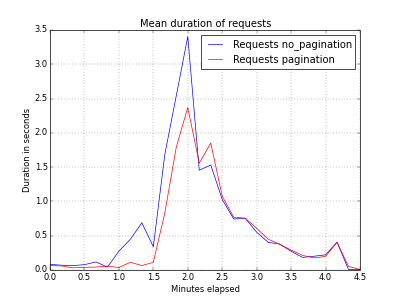 Mean duration of requests
Requests no_pagination
Requests pagination
Duration in seconds
3.5
3.0
2.5
2.0
1.5
1.0
0.5
0.0
0.0 0.5 1.0 1.5 2.0 2.5 3.0 3.5 4.0 4.5
Minutes elapsed